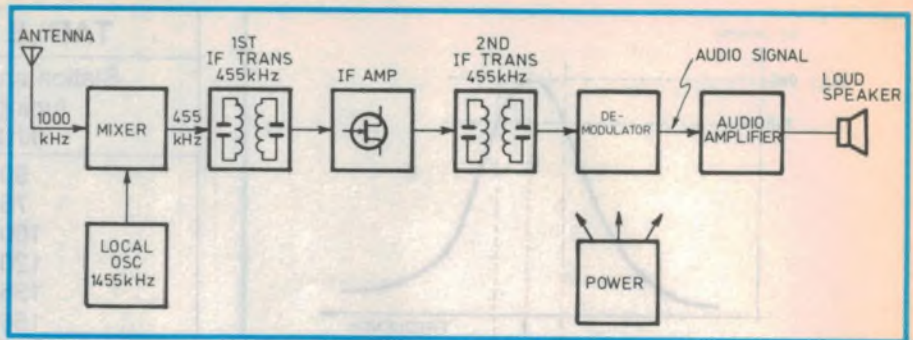 ANTENNA
1000
kHz
MIXER
LOCAL
OSC
1455kHz
455
kHz
1ST
IF TRANS
455kHz
IF AMP
2ND
IF TRANS
455kHz
DE-
MODULATOR
AUDIO SIGNAL
AUDIO
AMPLIFIER
LOUD
SPEAKER
POWER